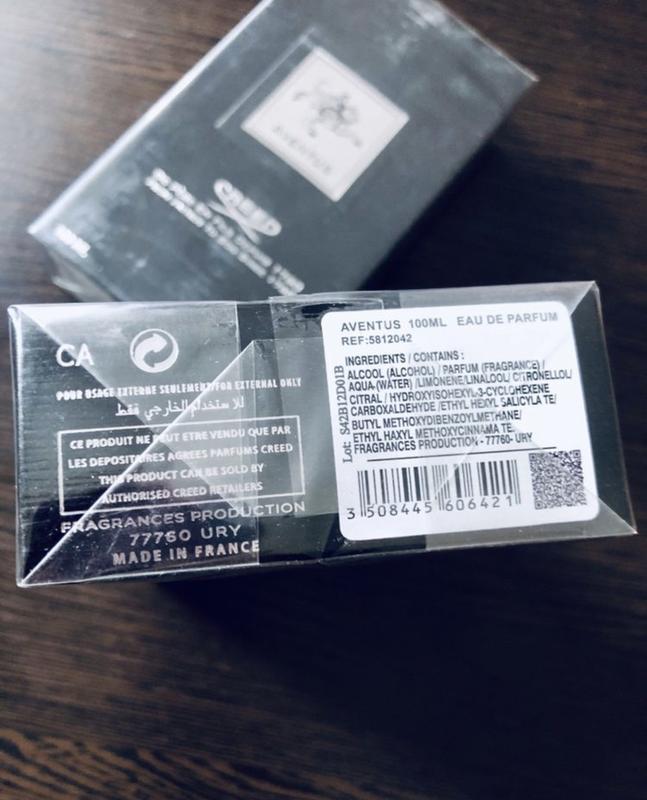 AVENTUS
CREED
CA
POUR USAGE EXTERNE SEULEMENT/FOR EXTERNAL ONLY
للاستخدام الخارجي فقط
CE PRODUIT NE PEUT ETRE VENDU QUE PAR
LES DEPOSITAIRES AGREES PARFUMS CREED
THIS PRODUCT CAN BE SOLD BY
AUTHORISED CREED RETAILERS
FRAGRANCES PRODUCTION
77760 URY
MADE IN FRANCE
AVENTUS 100ML EAU DE PARFUM
REF:5812042
INGREDIENTS / CONTAINS :
ALCOOL (ALCOHOL) / PARFUM (FRAGRANCE) /
AQUA (WATER) / LIMONENE/LINALOOL/ CITRONELLOL/
CITRAL / HYDROXYISOHEXYL 3-CYCLOHEXENE
CARBOXALDEHYDE /ETHYL HEXYL SALICYLA TE/
BUTYL METHOXYDIBENZOYLMETHANE/
ETHYL HAXYL METHOXYCINNAMA TE.
FRAGRANCES PRODUCTION - 77760- URY
Lot: S42B12D01B
3 508445 606421